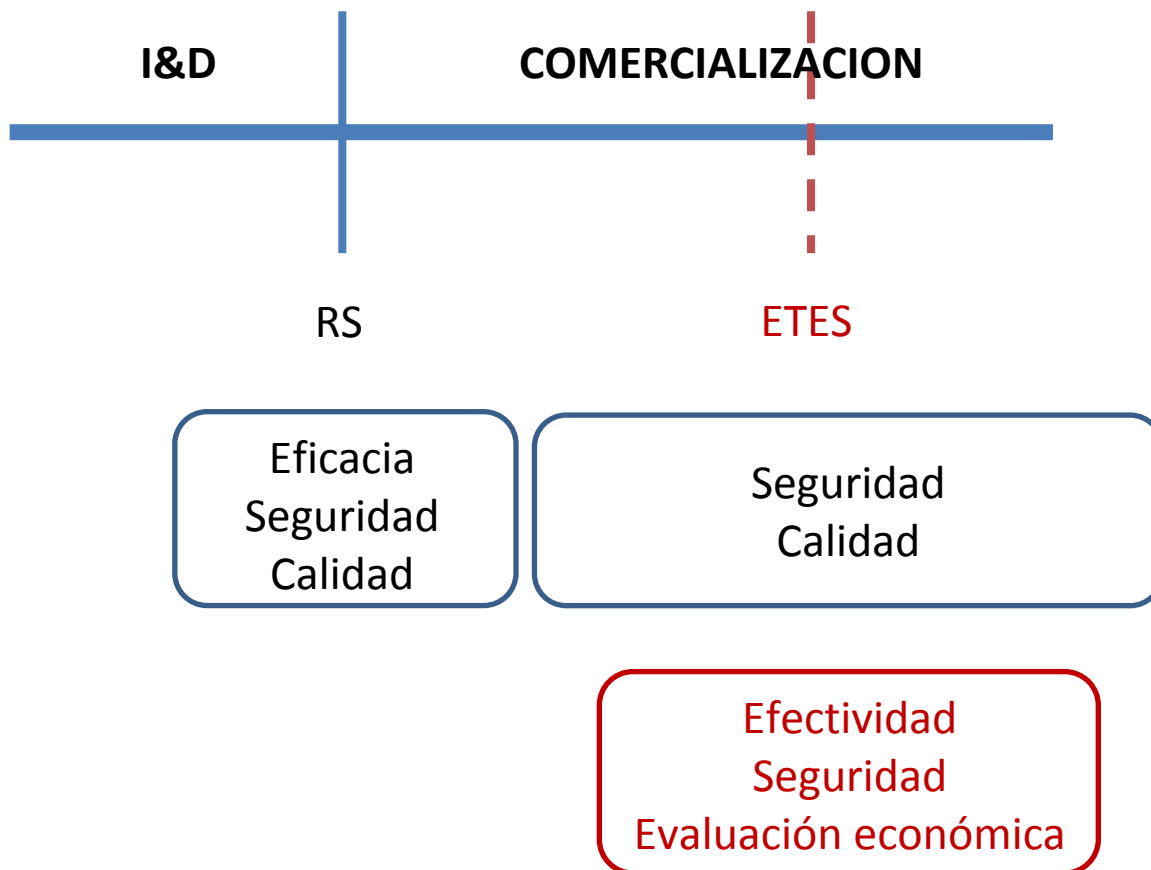 I&D
COMERCIALIZACION
RS
ETES
Eficacia
Seguridad
Calidad
Seguridad
Calidad
Efectividad
Seguridad
Evaluación económica